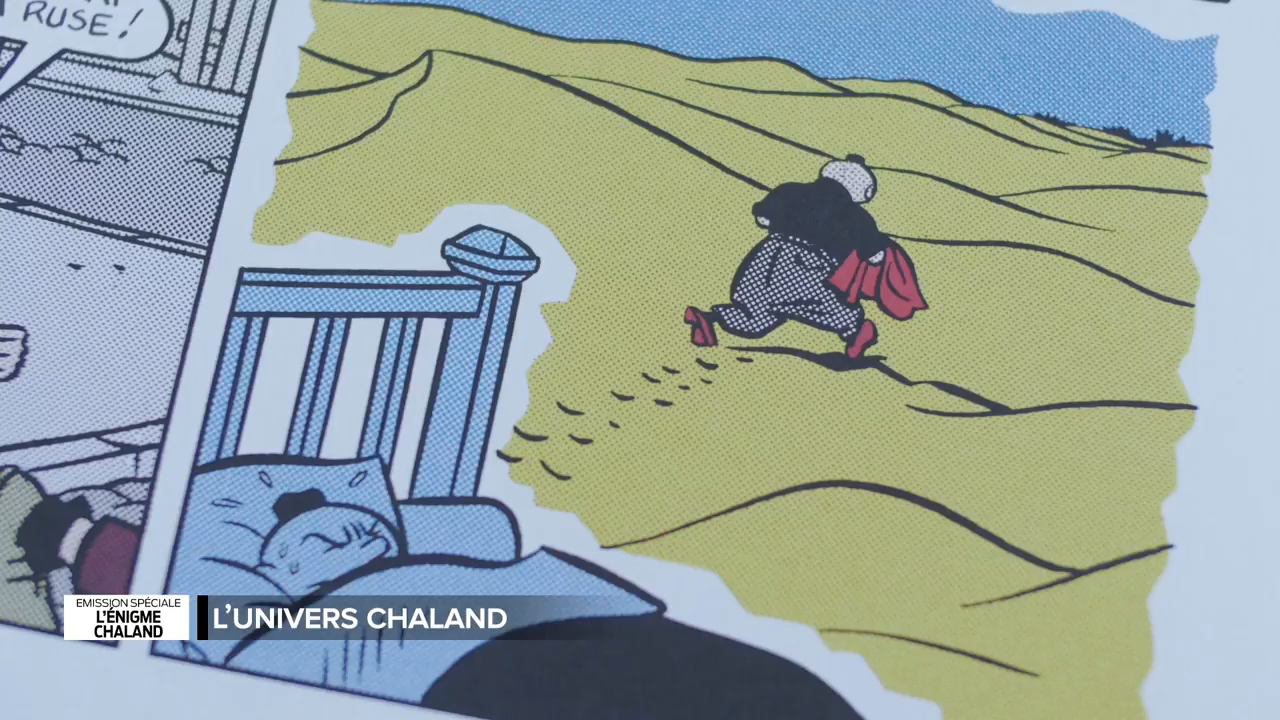 RUSE !
EMISSION SPÉCIALE
L'ÉNIGME
CHALAND
L'UNIVERS CHALAND